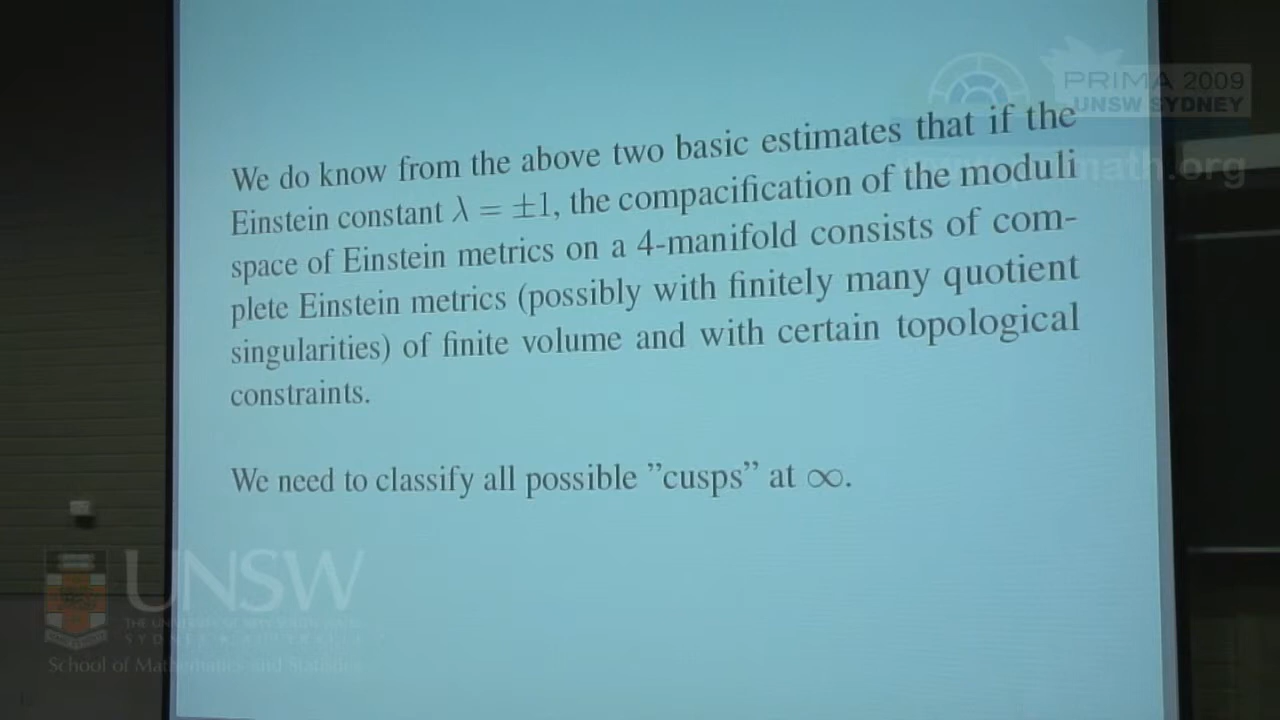 PRIMA 2009
UNSW SYDNEY
We do know from the above two basic estimates that if the
Einstein constant λ = ±1, the compacification of the moduli
space of Einstein metrics on a 4-manifold consists of com-
plete Einstein metrics (possibly with finitely many quotient
singularities) of finite volume and with certain topological
constraints.
We need to classify all possible ”cusps” at ∞.
UNSW
School of Mathematics and Statistics